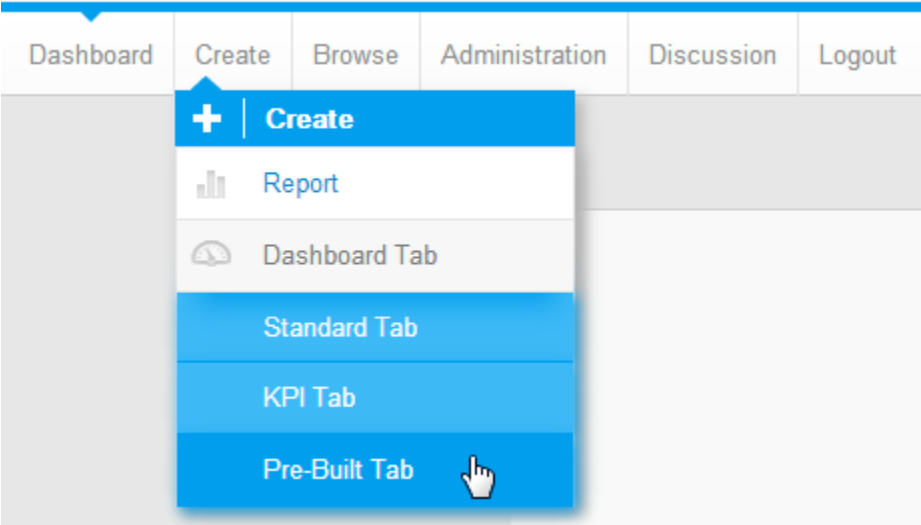 Dashboard Create Browse Administration Discussion Logout
Create
Report
Dashboard Tab
Standard Tab
KPI Tab
Pre-Built Tab